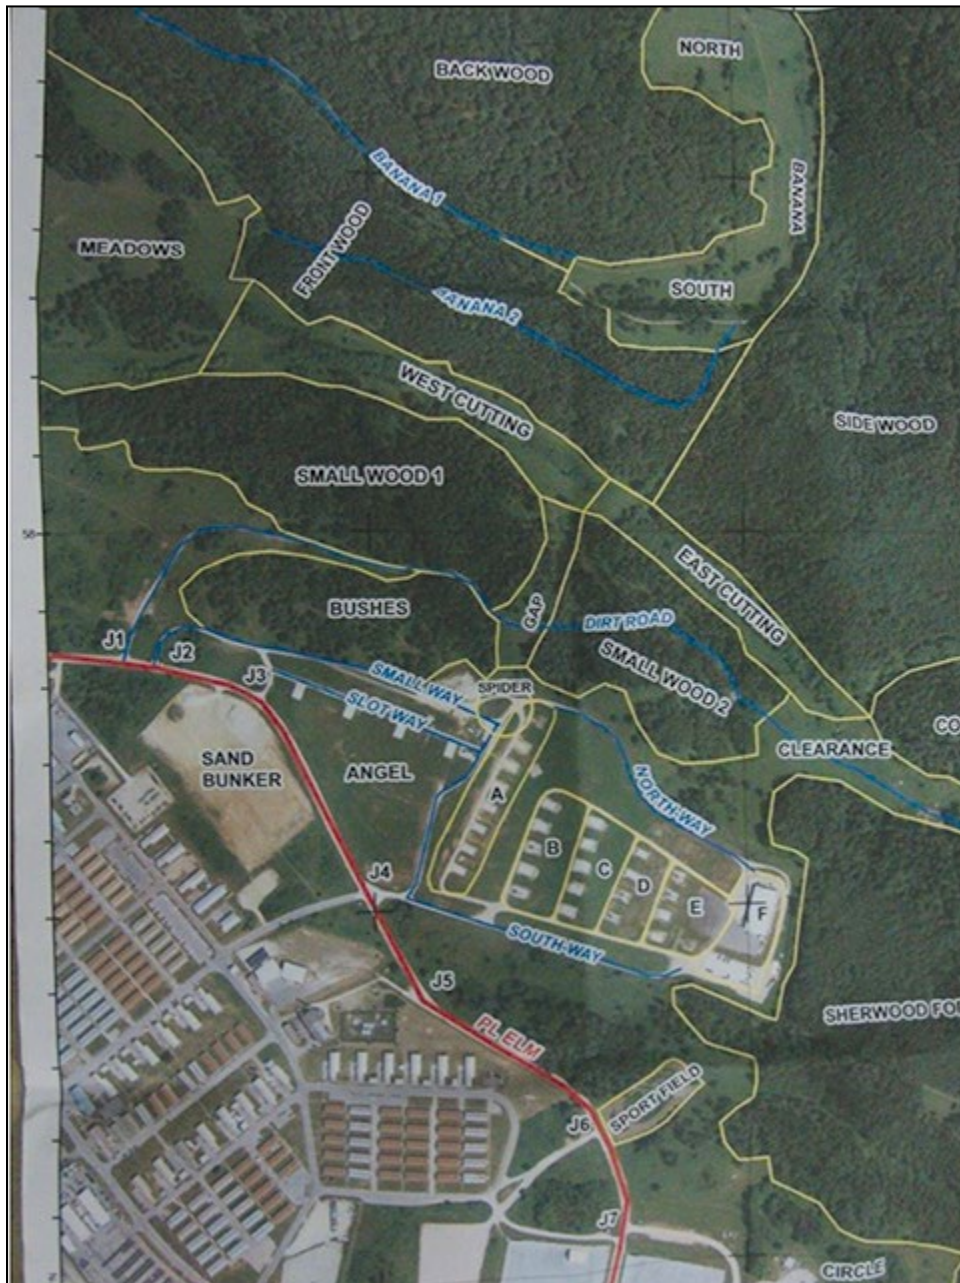 NORTH
BACK WOOD
BANANA 1
BANANA
FRONT WOOD
MEADOWS
SOUTH
BANANA 2
WEST CUTTING
SIDE WOOD
SMALL WOOD 1
58
EAST CUTTING
GAP
BUSHES
DIRT ROAD
J1
J2
SMALL WOOD 2
J3
SMALL WAY
SPIDER
SLOT WAY
CO
CLEARANCE
SAND
BUNKER
ANGEL
A
NORTH-WAY
B
C
J4
D
E
F
SOUTH-WAY
J5
SHERWOOD FO
PL ELM
SPORT FIELD
J6
J7
CIRCLE